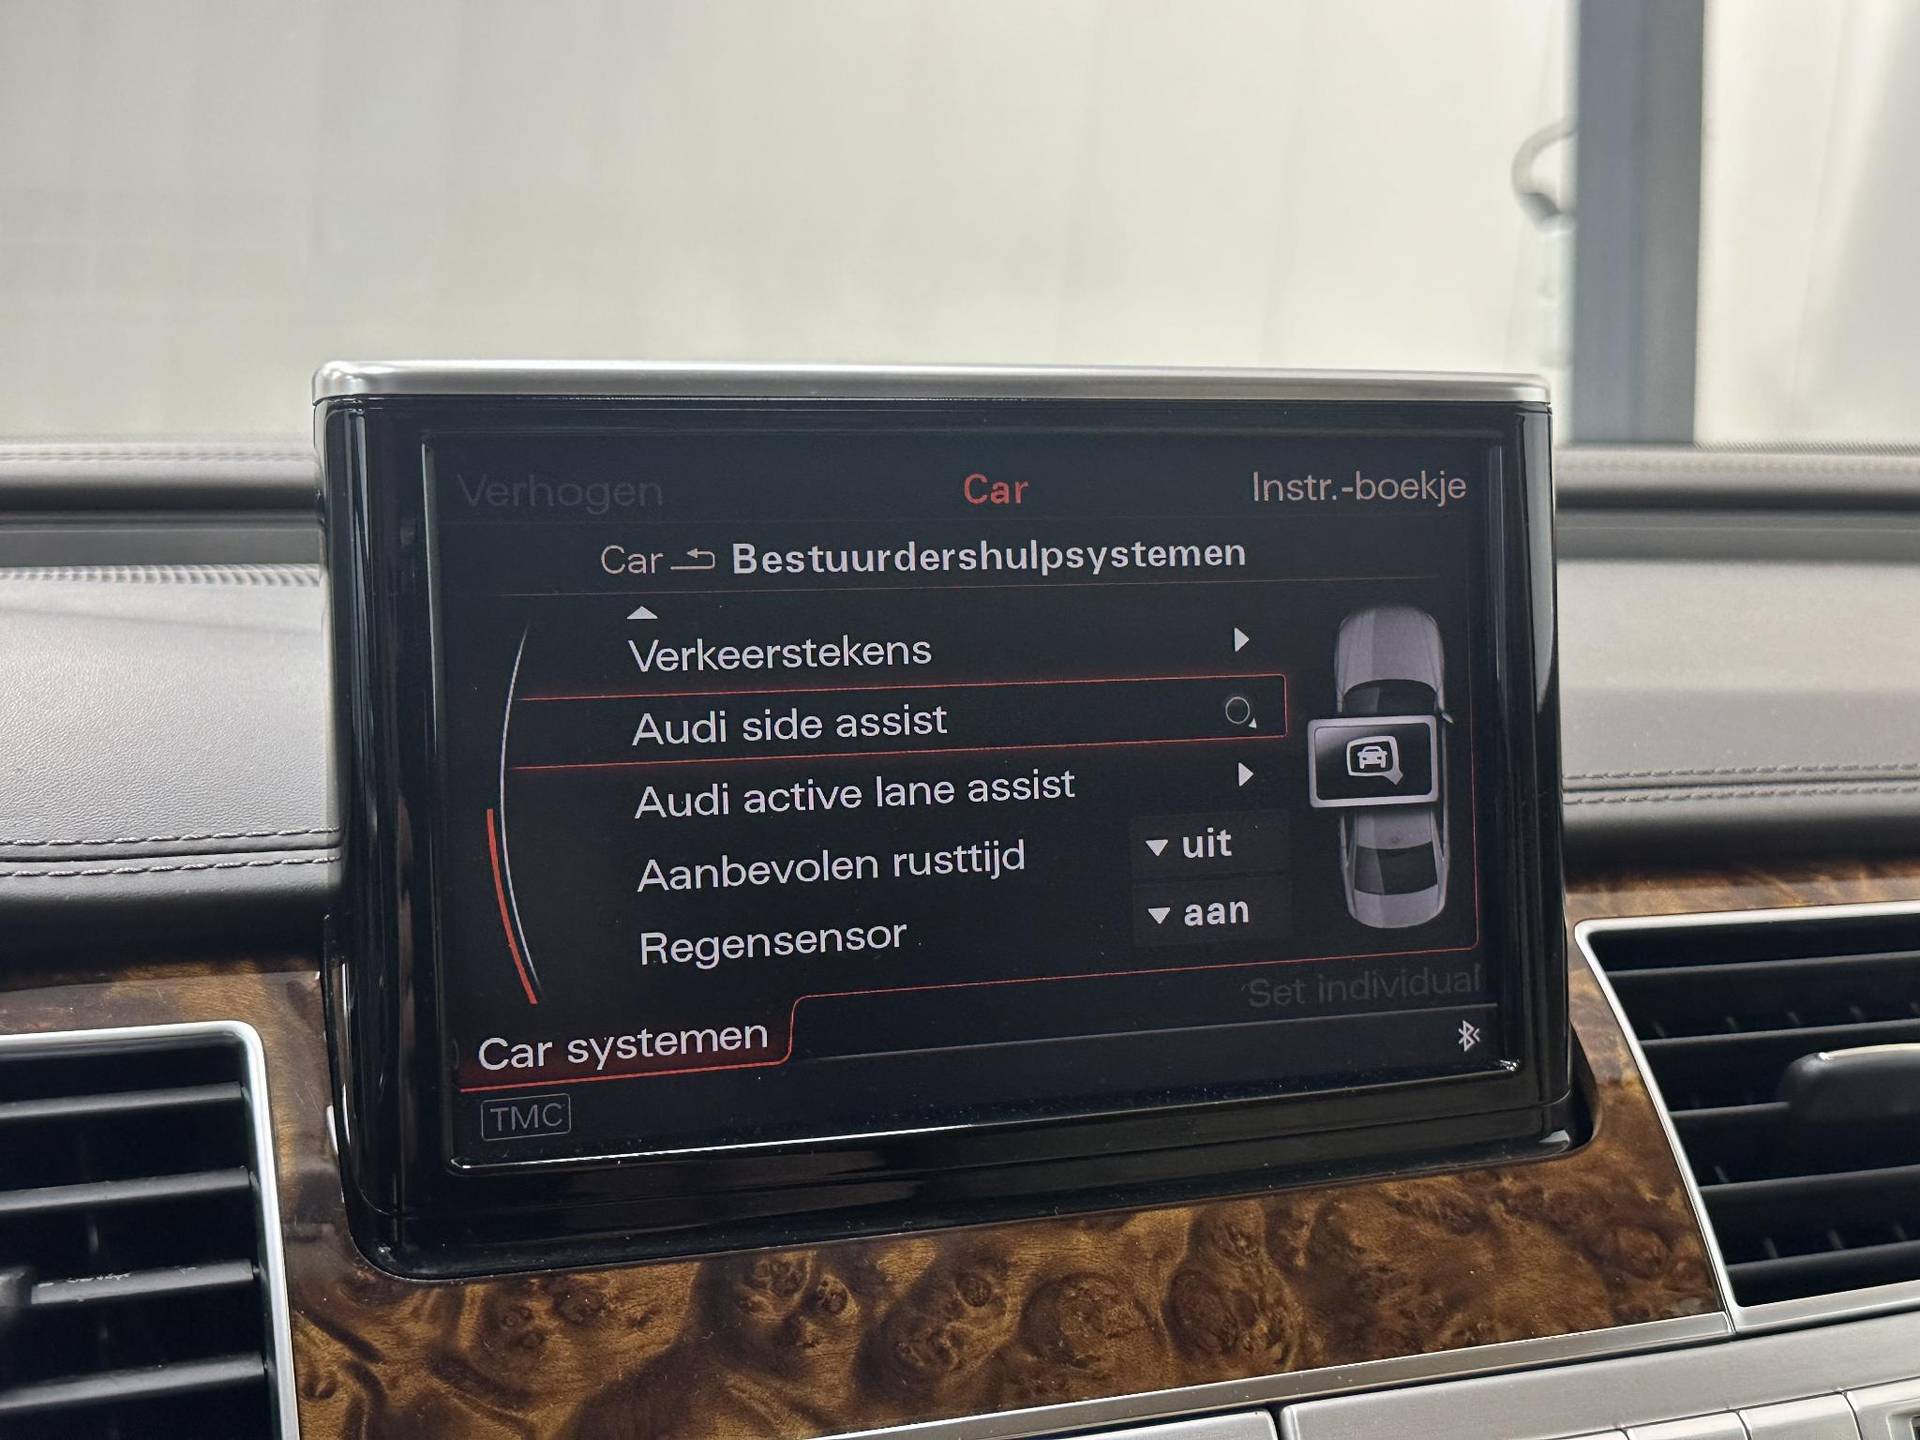 Verhogen Car Instr.-boekje
Car Bestuurdershulpsystemen
Verkeerstekens
Audi side assist
Audi active lane assist
Aanbevolen rusttijd uit
Regensensor aan
Set individual
Car systemen
TMC